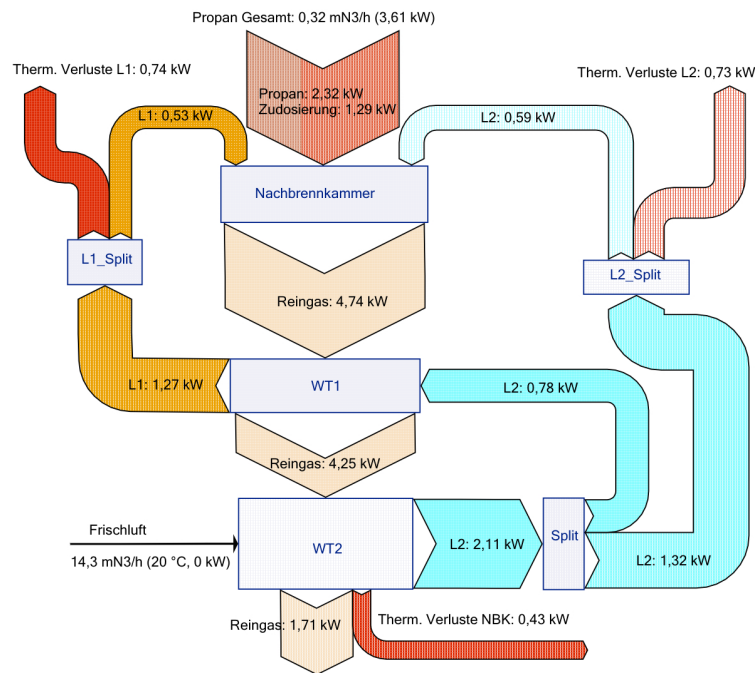 Propan Gesamt: 0,32 mN3/h (3,61 kW)
Therm. Verluste L1: 0,74 kW
Therm. Verluste L2: 0,73 kW
Propan: 2,32 kW
Zudosierung: 1,29 kW
L1: 0,53 kW
L2: 0,59 kW
Nachbrennkammer
L1_Split
L2_Split
Reingas: 4,74 kW
L1: 1,27 kW
WT1
L2: 0,78 kW
Reingas: 4,25 kW
Frischluft
14,3 mN3/h (20 °C, 0 kW)
WT2
L2: 2,11 kW
Split
L2: 1,32 kW
Reingas: 1,71 kW
Therm. Verluste NBK: 0,43 kW